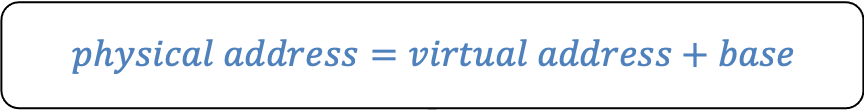 physical address = virtual address + base